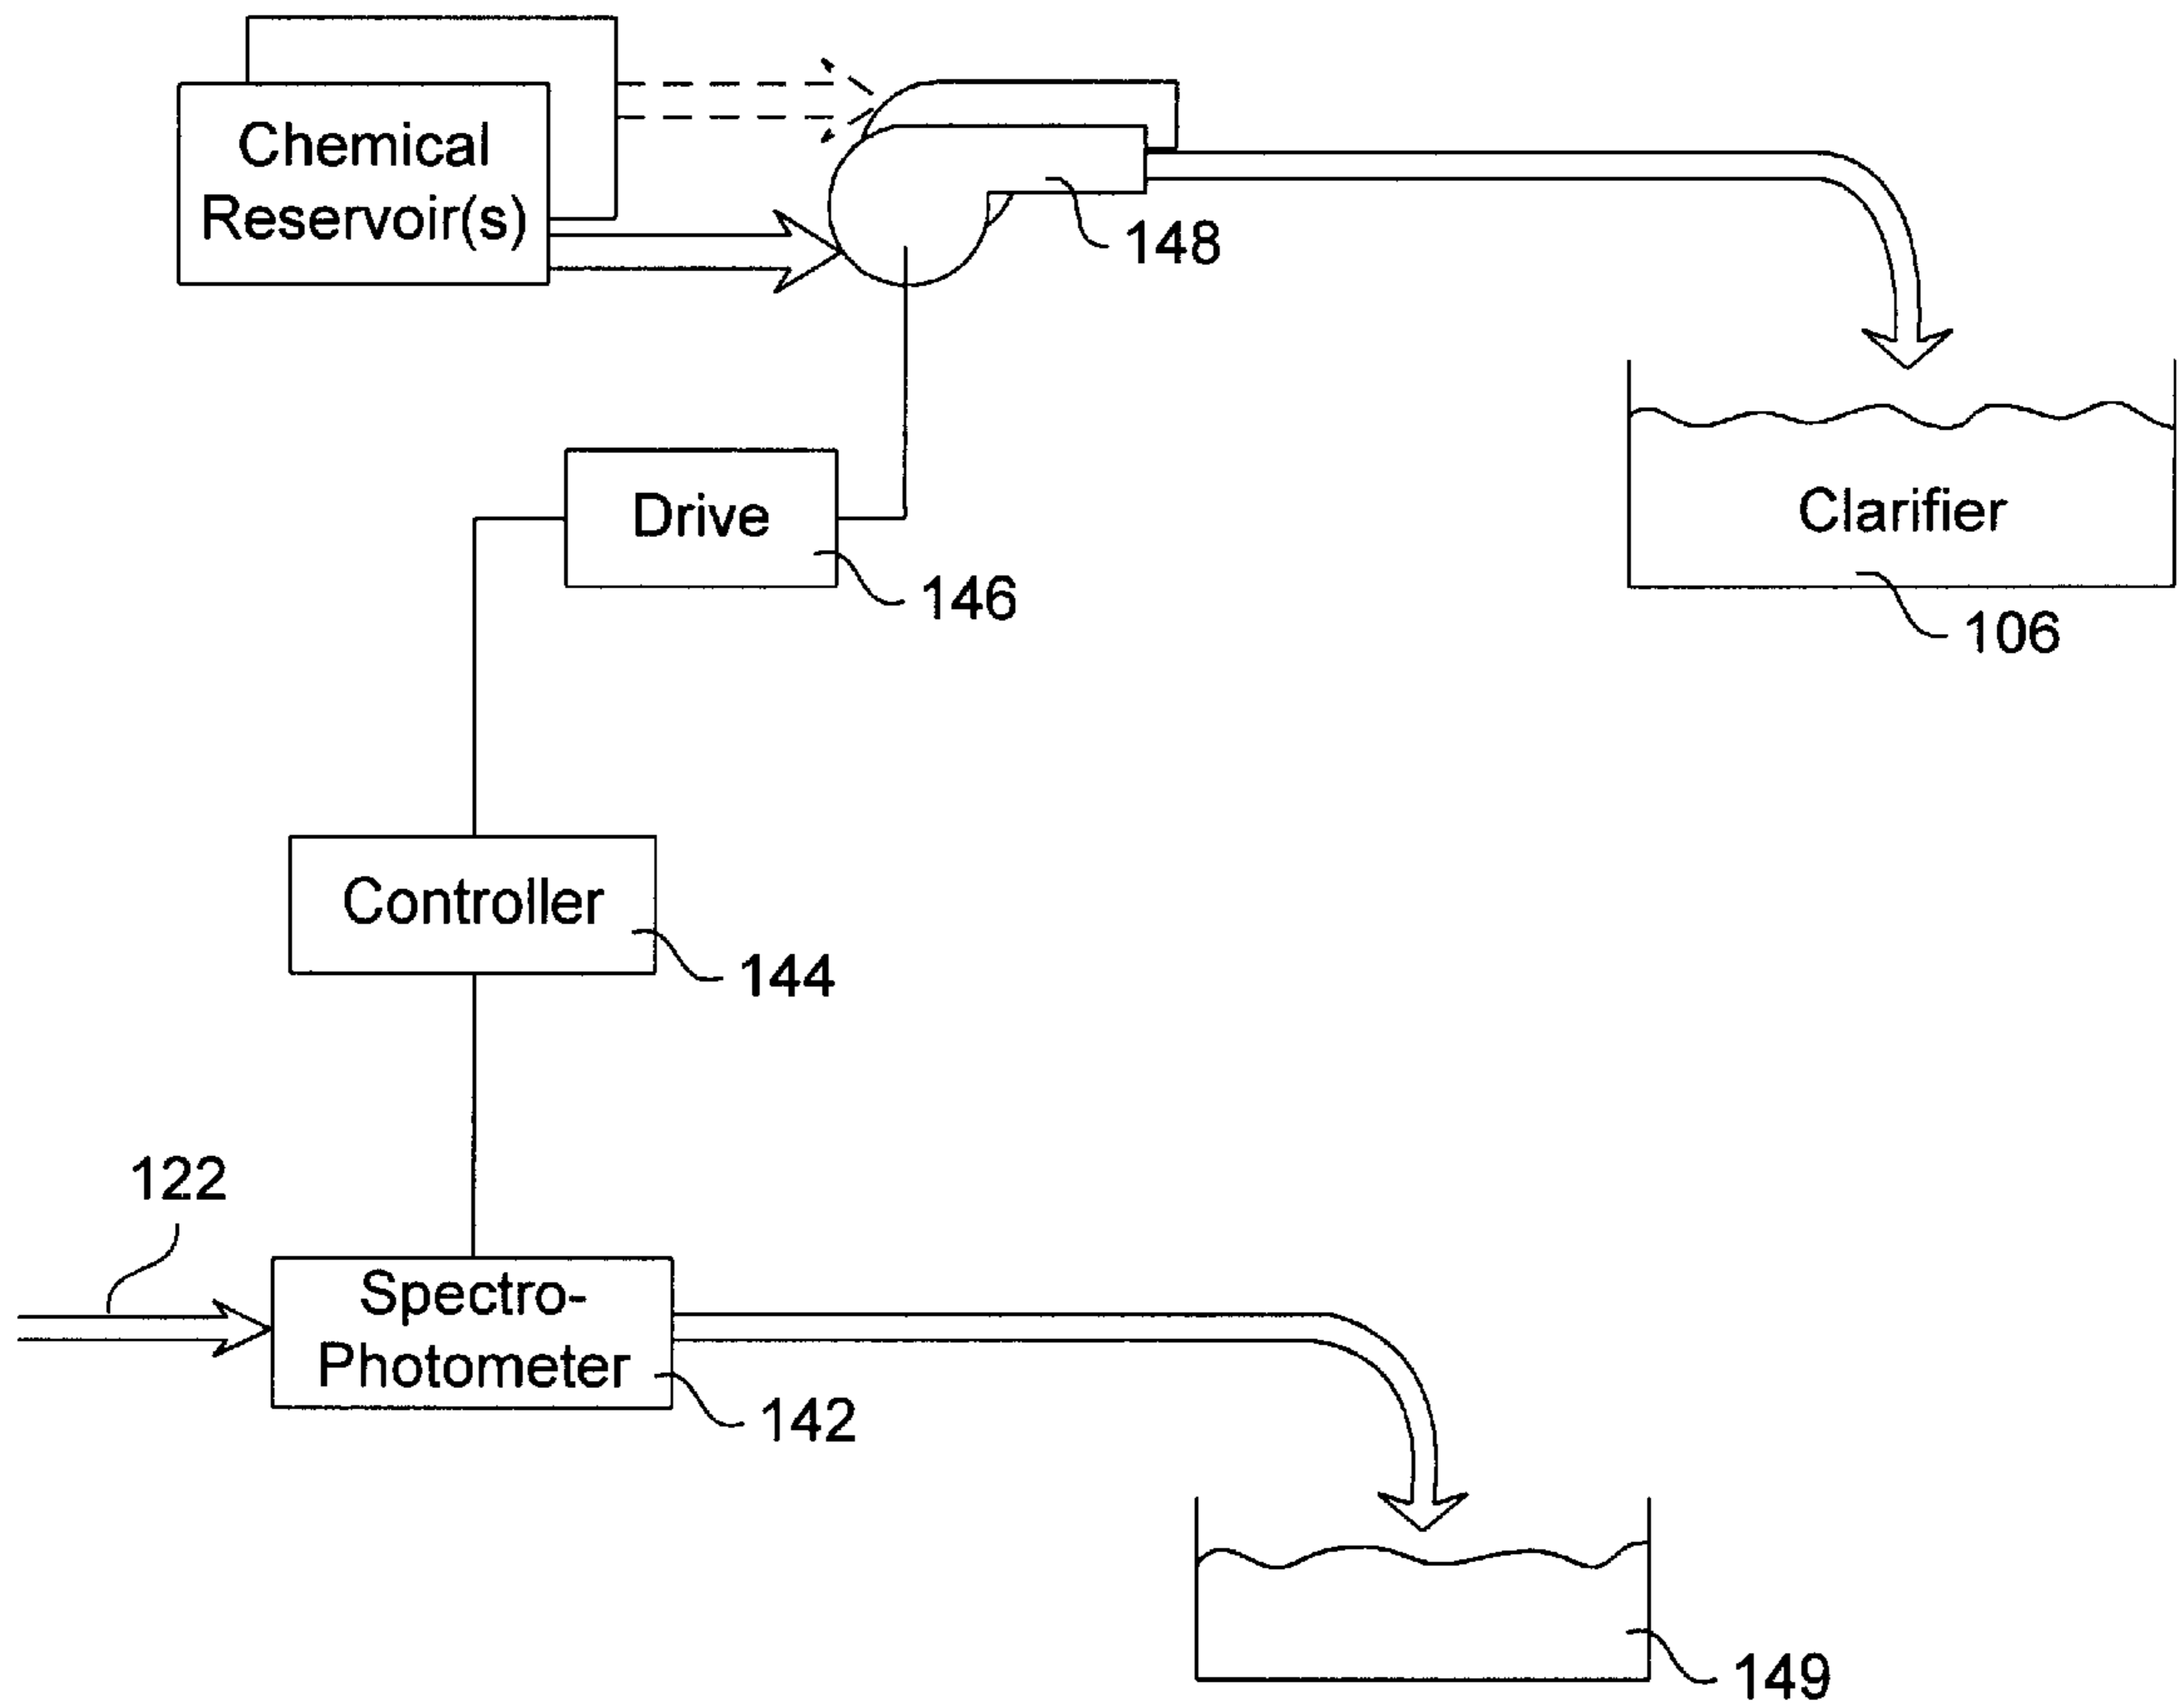 Chemical
Reservoir(s)
148
Drive
146
Clarifier
106
Controller
144
122
Spectro-
Photometer
142
149